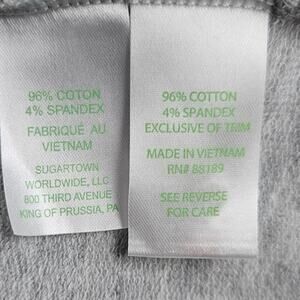 96% COTON
4% SPANDEX
FABRIQUÉ AU
VIETNAM
SUGARTOWN
WORLDWIDE, LLC
800 THIRD AVENUE
KING OF PRUSSIA, PA
96% COTTON
4% SPANDEX
EXCLUSIVE OF TRIM
MADE IN VIETNAM
RN# 88189
SEE REVERSE
FOR CARE